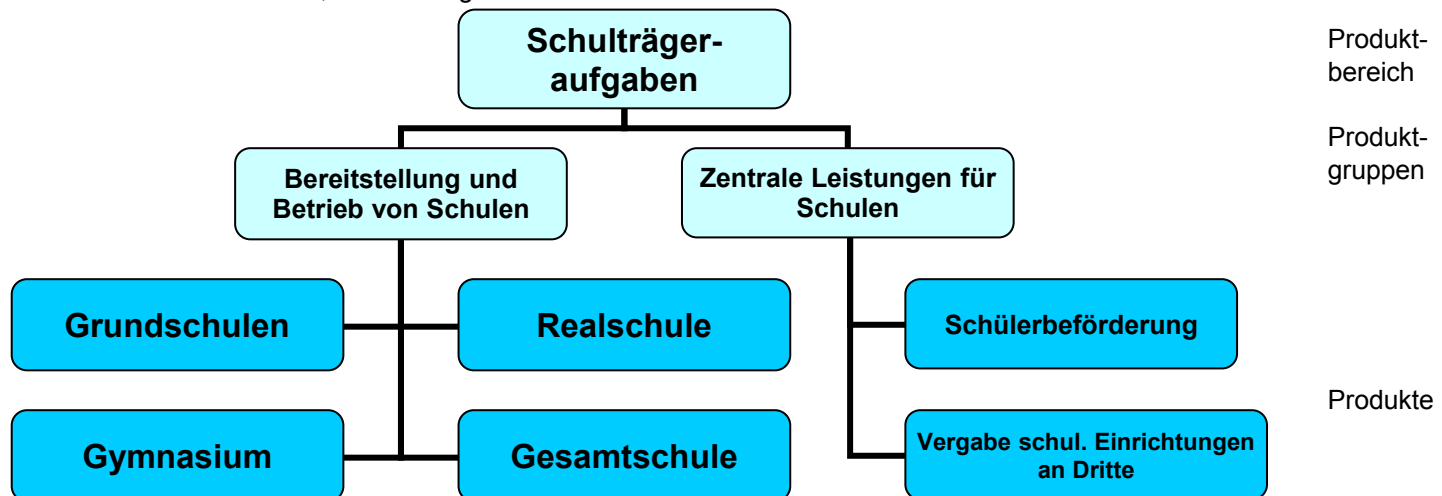 Schulträger-
aufgaben
Produkt-
bereich
Produkt-
gruppen
Bereitstellung und
Betrieb von Schulen
Zentrale Leistungen für
Schulen
Grundschulen
Realschule
Schülerbeförderung
Produkte
Gymnasium
Gesamtschule
Vergabe schul. Einrichtungen
an Dritte